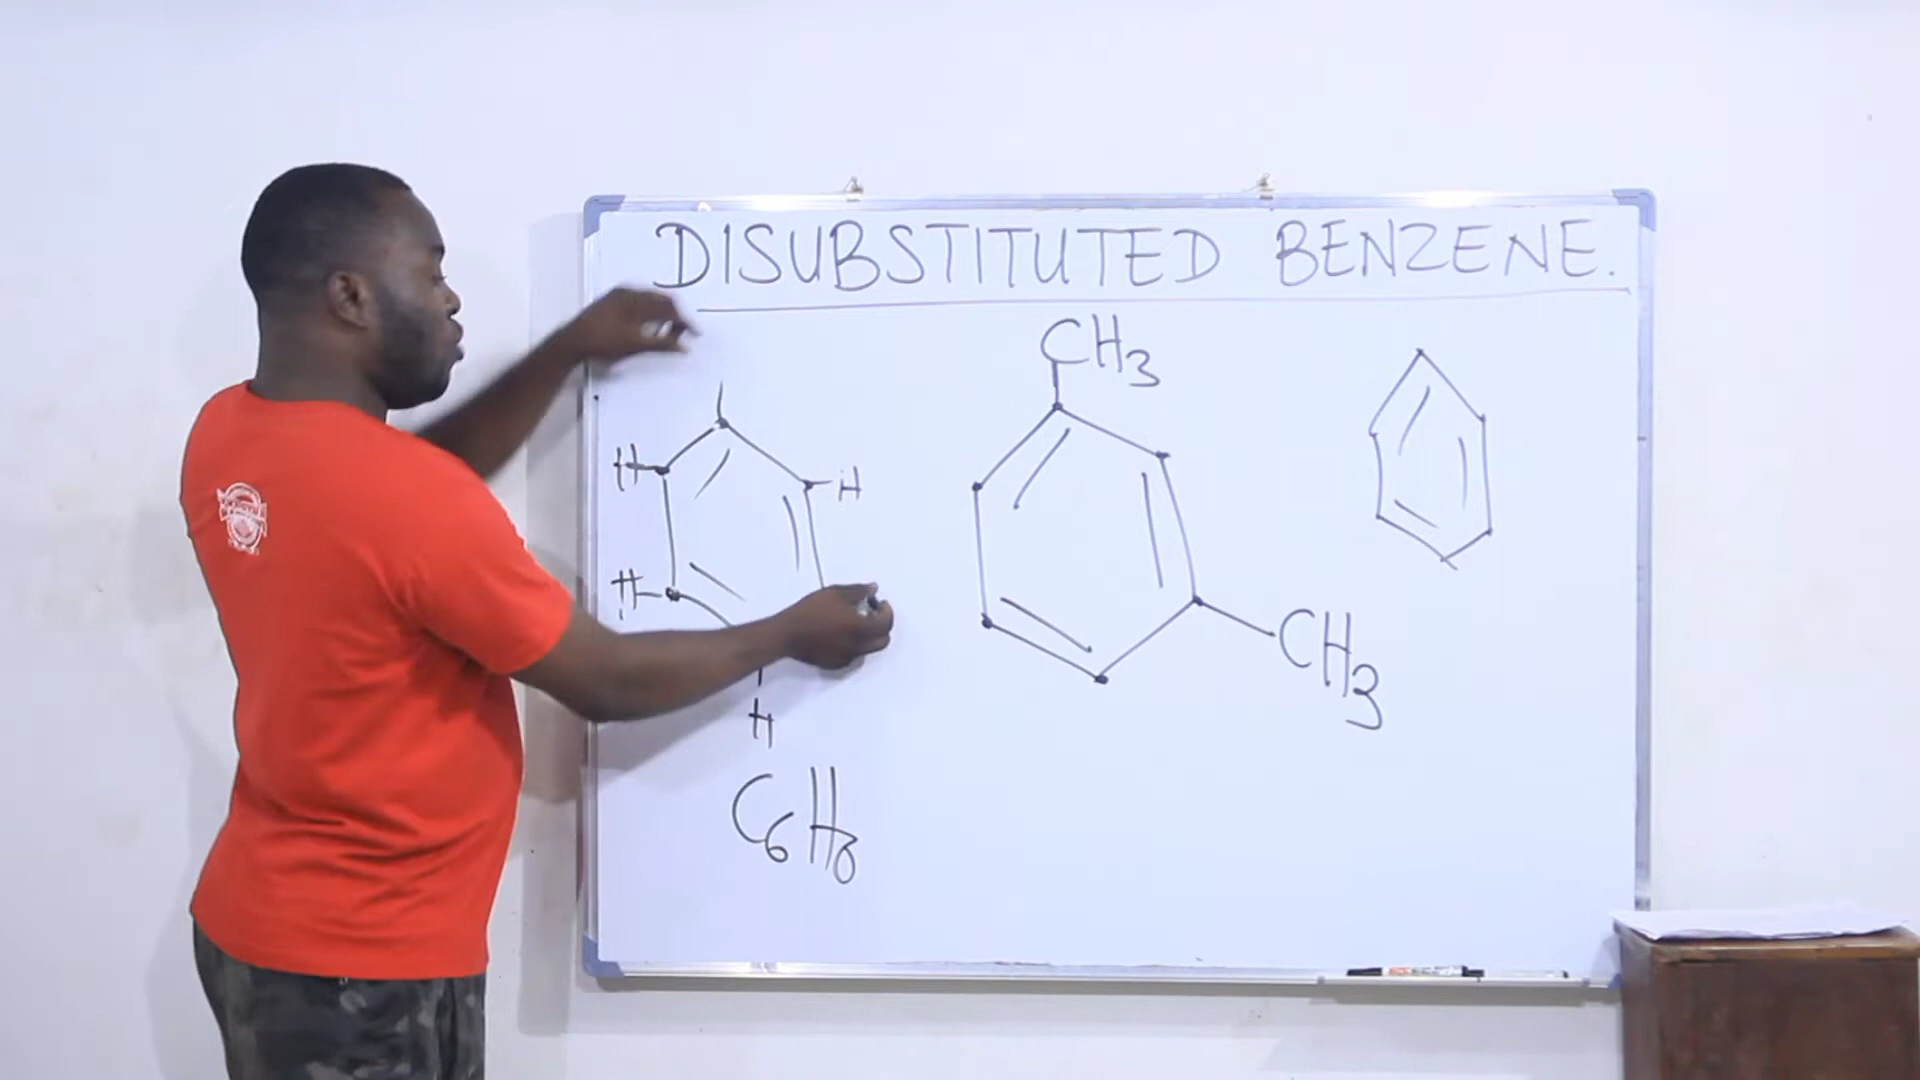 DISUBSTITUTED BENZENE.
CH3
H
H
H
CH3
H
C6H6